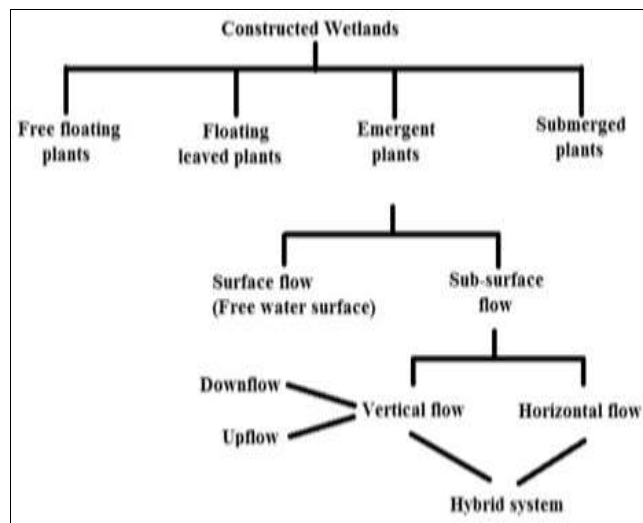 Constructed Wetlands
Free floating
plants
Floating
leaved plants
Emergent
plants
Submerged
plants
Surface flow
(Free water surface)
Sub-surface
flow
Downflow
Upflow
Vertical flow
Horizontal flow
Hybrid system